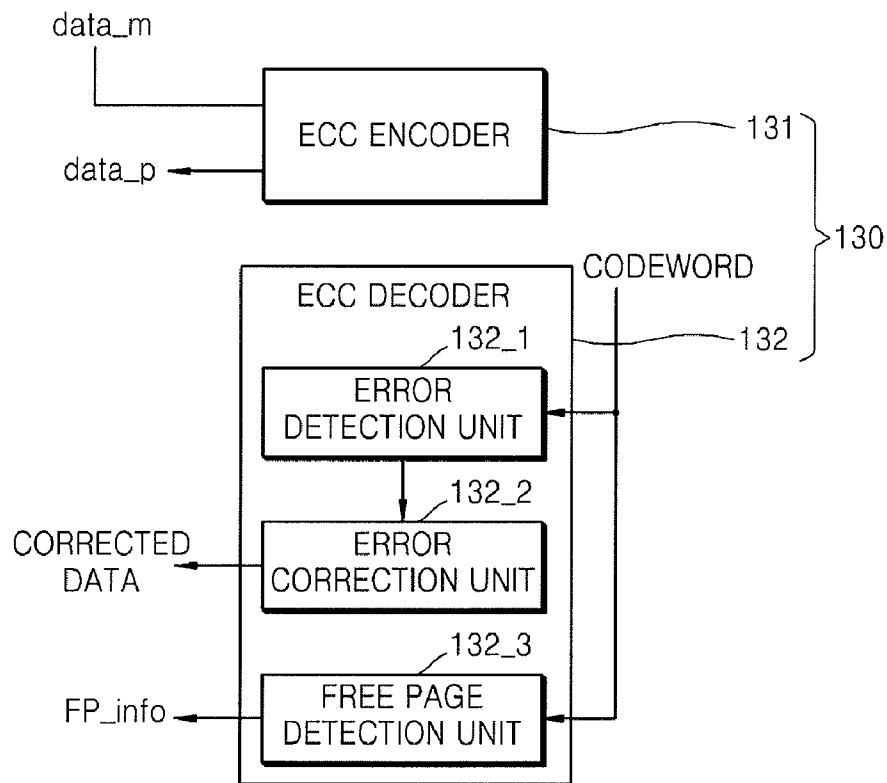 data_m
ECC ENCODER
131
data_p
130
CODEWORD
ECC DECODER
132_1
132
ERROR
DETECTION UNIT
132_2
CORRECTED
DATA
ERROR
CORRECTION UNIT
132_3
FP_info
FREE PAGE
DETECTION UNIT